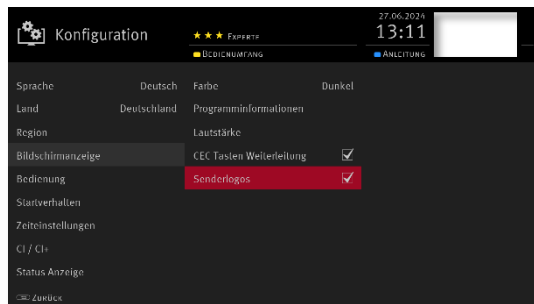 27.06.2024
Konfiguration
★ ★ ★ EXPERTE
13:11
BEDIENUMFANG
ANLEITUNG
Sprache Deutsch
Farbe Dunkel
Land Deutschland
Programminformationen
Region
Lautstärke
Bildschirmanzeige
CEC Tasten Weiterleitung
Bedienung
Senderlogos
Startverhalten
Zeiteinstellungen
CI / CI+
Status Anzeige
ZURÜCK